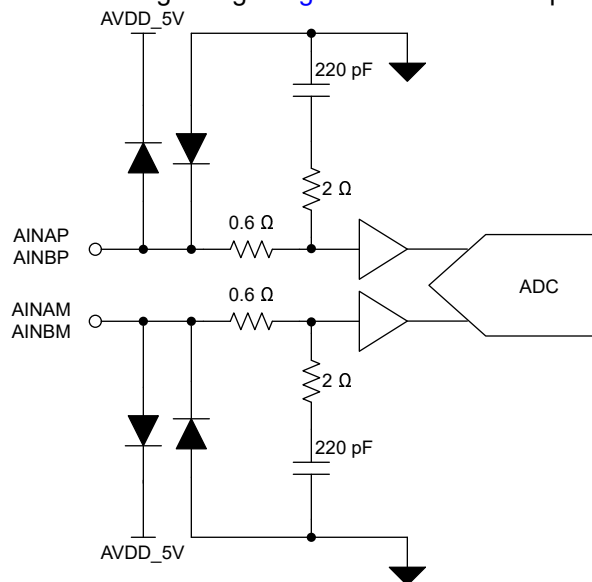 AVDD_5V
220 pF
2 Ω
0.6 Ω
AINAP
AINBP
ADC
0.6 Ω
AINAM
AINBM
2 Ω
220 pF
AVDD_5V